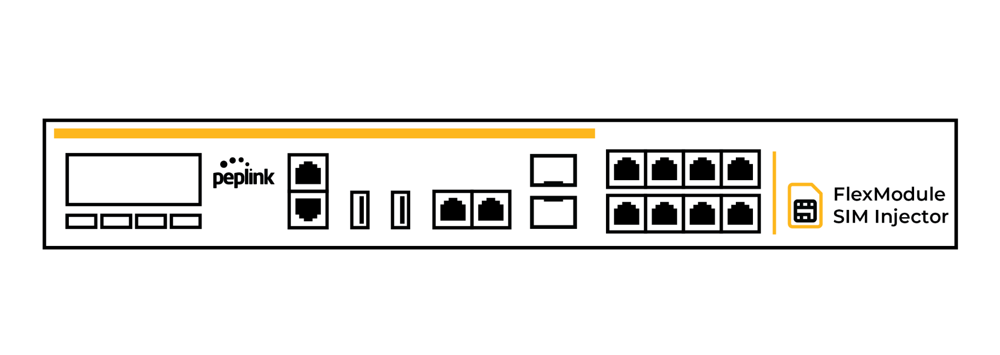 peplink
FlexModule
SIM Injector